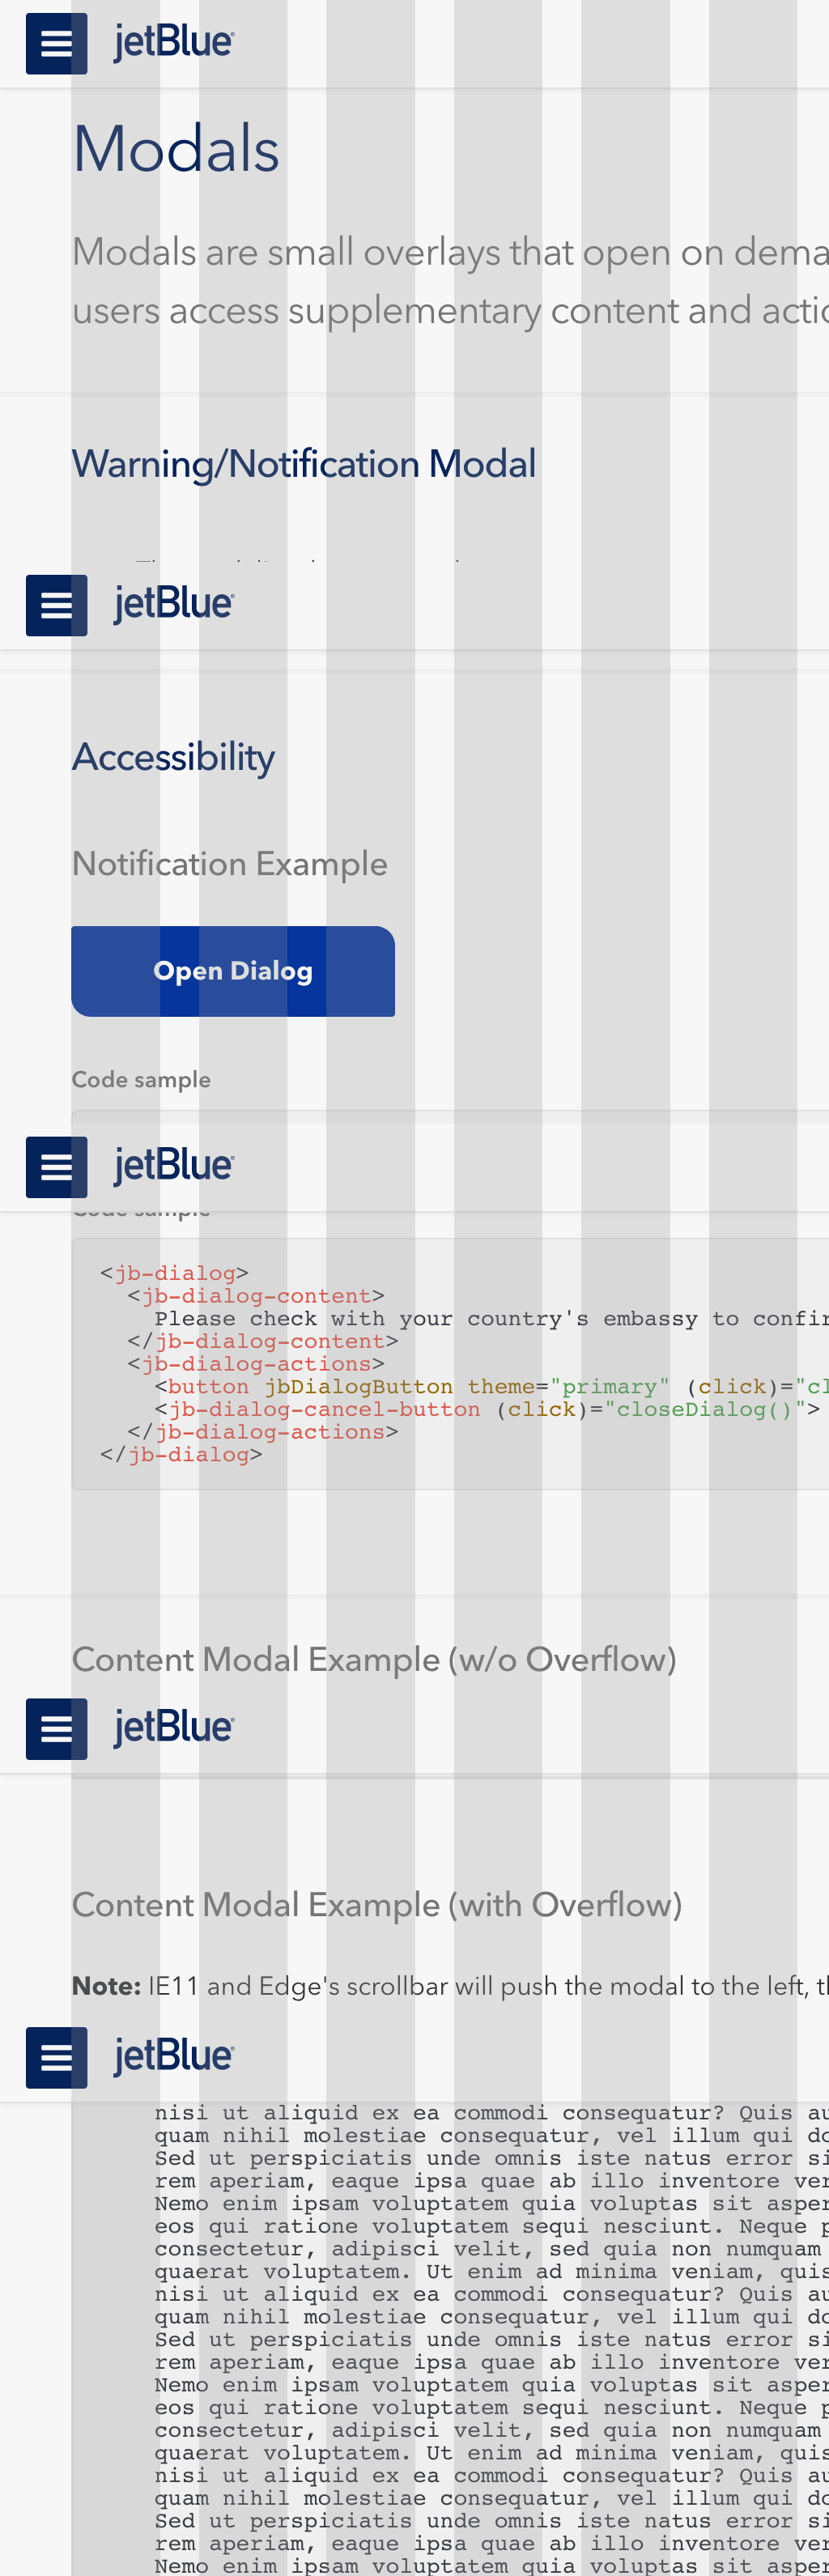 jetBlue
Modals
Modals are small overlays that open on dema
users access supplementary content and actio
Warning/Notification Modal
jetBlue
Accessibility
Notification Example
Open Dialog
Code sample
jetBlue
Code sample
<jb-dialog>
<jb-dialog-content>
Please check with your country's embassy to confir
</jb-dialog-content>
<jb-dialog-actions>
<button jbDialogButton theme="primary" (click)="cl
<jb-dialog-cancel-button (click)="closeDialog()">
</jb-dialog-actions>
</jb-dialog>
Content Modal Example (w/o Overflow)
jetBlue
Content Modal Example (with Overflow)
Note: IE11 and Edge's scrollbar will push the modal to the left, th
jetBlue
nisi ut aliquid ex ea commodi consequatur? Quis au
quam nihil molestiae consequatur, vel illum qui do
Sed ut perspiciatis unde omnis iste natus error si
rem aperiam, eaque ipsa quae ab illo inventore ver
Nemo enim ipsam voluptatem quia voluptas sit asper
eos qui ratione voluptatem sequi nesciunt. Neque p
consectetur, adipisci velit, sed quia non numquam
quaerat voluptatem. Ut enim ad minima veniam, quis
nisi ut aliquid ex ea commodi consequatur? Quis au
quam nihil molestiae consequatur, vel illum qui do
Sed ut perspiciatis unde omnis iste natus error si
rem aperiam, eaque ipsa quae ab illo inventore ver
Nemo enim ipsam voluptatem quia voluptas sit asper
eos qui ratione voluptatem sequi nesciunt. Neque p
consectetur, adipisci velit, sed quia non numquam
quaerat voluptatem. Ut enim ad minima veniam, quis
nisi ut aliquid ex ea commodi consequatur? Quis au
quam nihil molestiae consequatur, vel illum qui do
Sed ut perspiciatis unde omnis iste natus error si
rem aperiam, eaque ipsa quae ab illo inventore ver
Nemo enim ipsam voluptatem quia voluptas sit asper